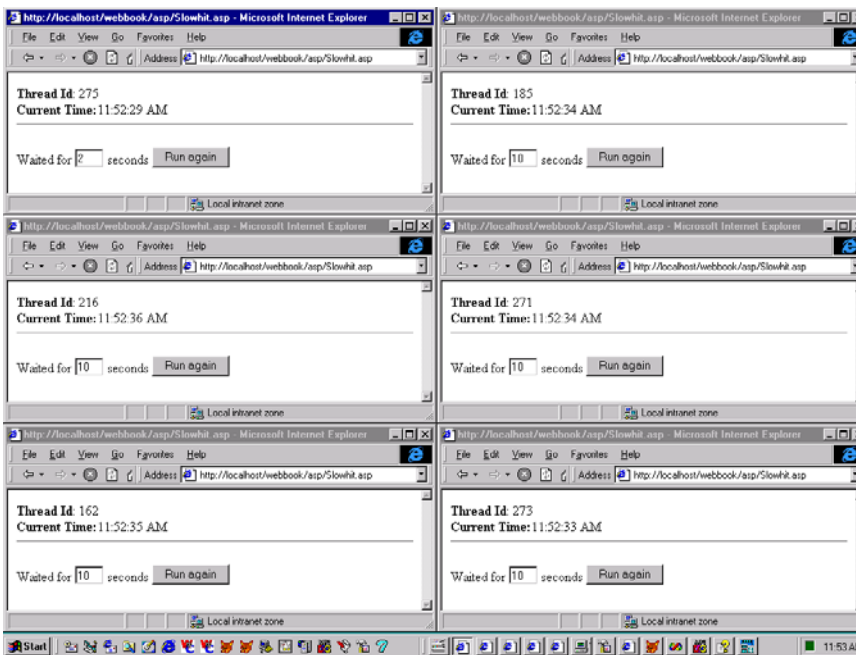 http://localhost/webbook/asp/Slowhit.asp - Microsoft Internet Explorer
File Edit View Go Favorites Help
Address http://localhost/webbook/asp/Slowhit.asp
Thread Id: 275
Current Time: 11:52:29 AM
Waited for 2 seconds Run again
Local intranet zone
http://localhost/webbook/asp/Slowhit.asp - Microsoft Internet Explorer
File Edit View Go Favorites Help
Address http://localhost/webbook/asp/Slowhit.asp
Thread Id: 185
Current Time: 11:52:34 AM
Waited for 10 seconds Run again
Local intranet zone
http://localhost/webbook/asp/Slowhit.asp - Microsoft Internet Explorer
File Edit View Go Favorites Help
Address http://localhost/webbook/asp/Slowhit.asp
Thread Id: 216
Current Time: 11:52:36 AM
Waited for 10 seconds Run again
Local intranet zone
http://localhost/webbook/asp/Slowhit.asp - Microsoft Internet Explorer
File Edit View Go Favorites Help
Address http://localhost/webbook/asp/Slowhit.asp
Thread Id: 271
Current Time: 11:52:34 AM
Waited for 10 seconds Run again
Local intranet zone
http://localhost/webbook/asp/Slowhit.asp - Microsoft Internet Explorer
File Edit View Go Favorites Help
Address http://localhost/webbook/asp/Slowhit.asp
Thread Id: 162
Current Time: 11:52:35 AM
Waited for 10 seconds Run again
Local intranet zone
http://localhost/webbook/asp/Slowhit.asp - Microsoft Internet Explorer
File Edit View Go Favorites Help
Address http://localhost/webbook/asp/Slowhit.asp
Thread Id: 273
Current Time: 11:52:33 AM
Waited for 10 seconds Run again
Local intranet zone
Start 11:53 A